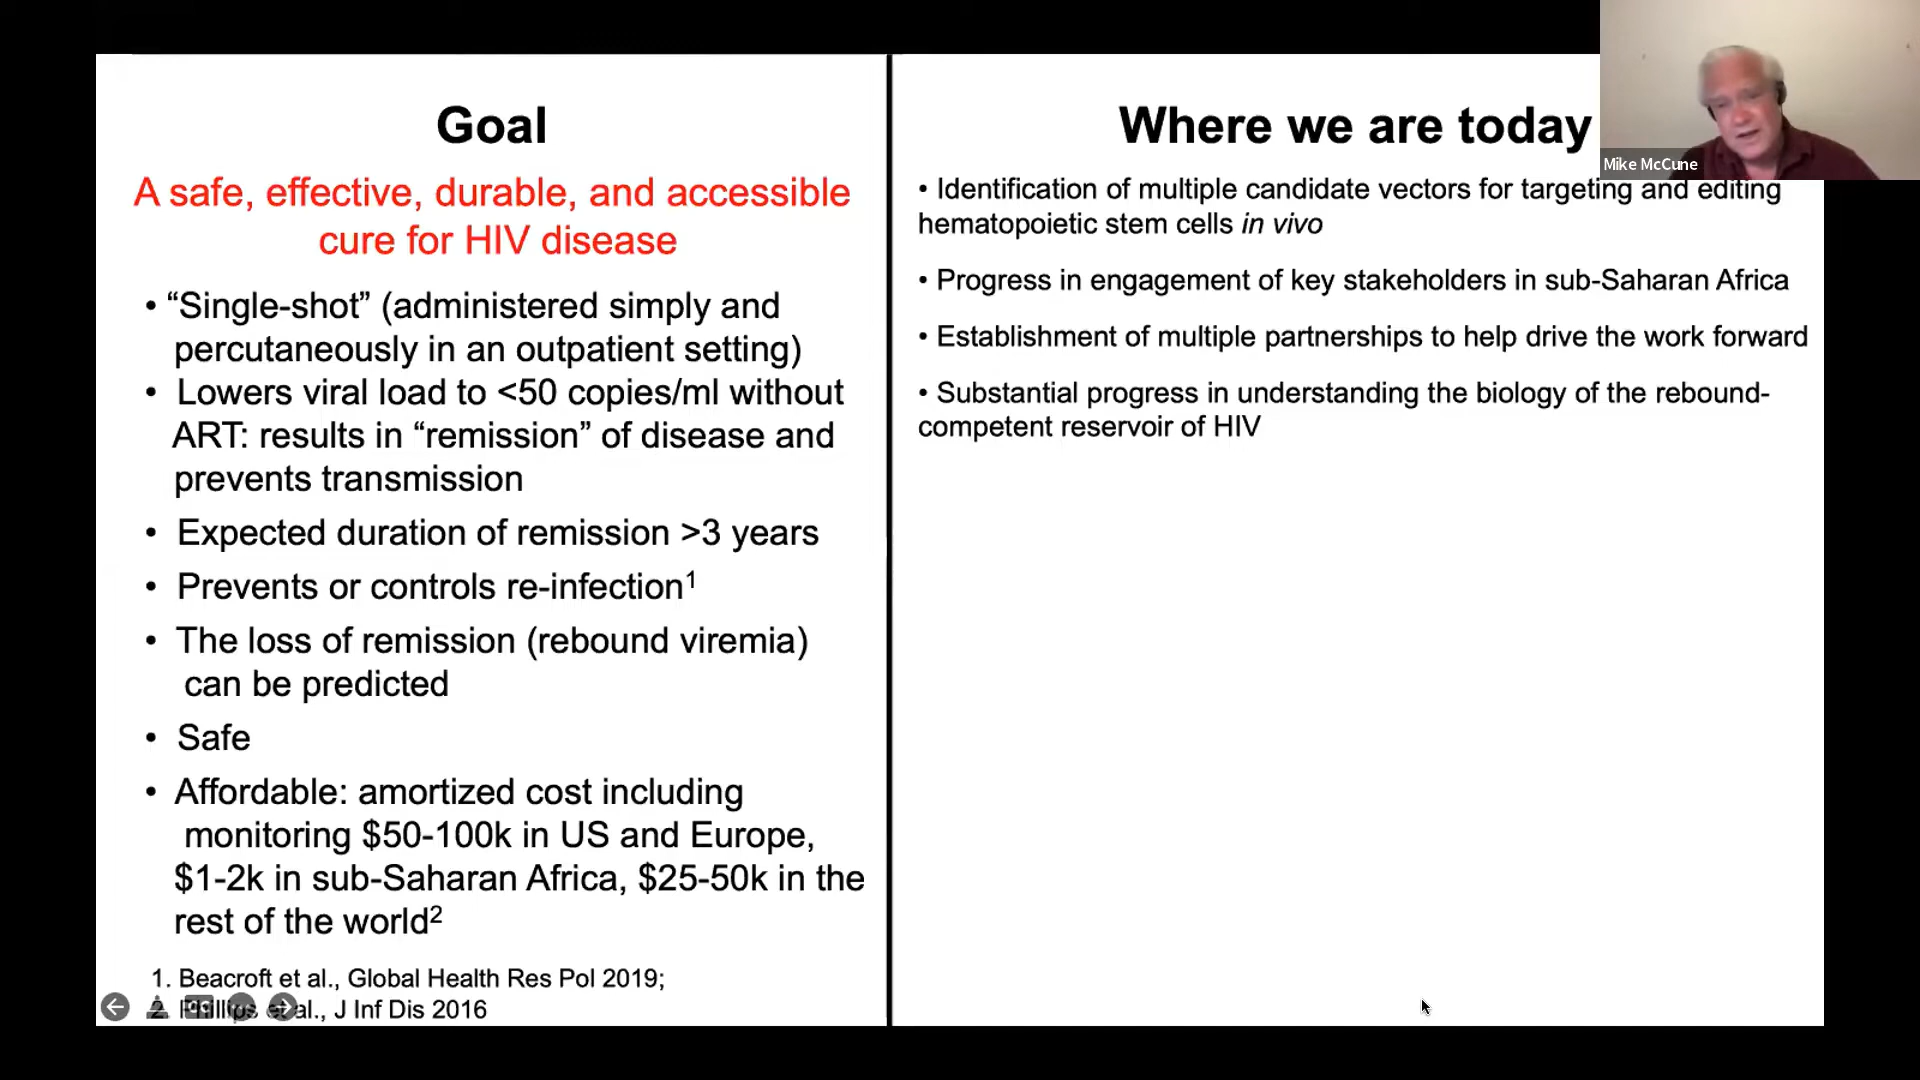 Goal
A safe, effective, durable, and accessible
cure for HIV disease
• “Single-shot” (administered simply and
percutaneously in an outpatient setting)
• Lowers viral load to <50 copies/ml without
ART: results in “remission” of disease and
prevents transmission
• Expected duration of remission >3 years
• Prevents or controls re-infection1
• The loss of remission (rebound viremia)
can be predicted
• Safe
• Affordable: amortized cost including
monitoring $50-100k in US and Europe,
$1-2k in sub-Saharan Africa, $25-50k in the
rest of the world2
1. Beacroft et al., Global Health Res Pol 2019;
2. Phillips et al., J Inf Dis 2016
Where we are today
• Identification of multiple candidate vectors for targeting and editing
hematopoietic stem cells in vivo
• Progress in engagement of key stakeholders in sub-Saharan Africa
• Establishment of multiple partnerships to help drive the work forward
• Substantial progress in understanding the biology of the rebound-
competent reservoir of HIV
Mike McCune